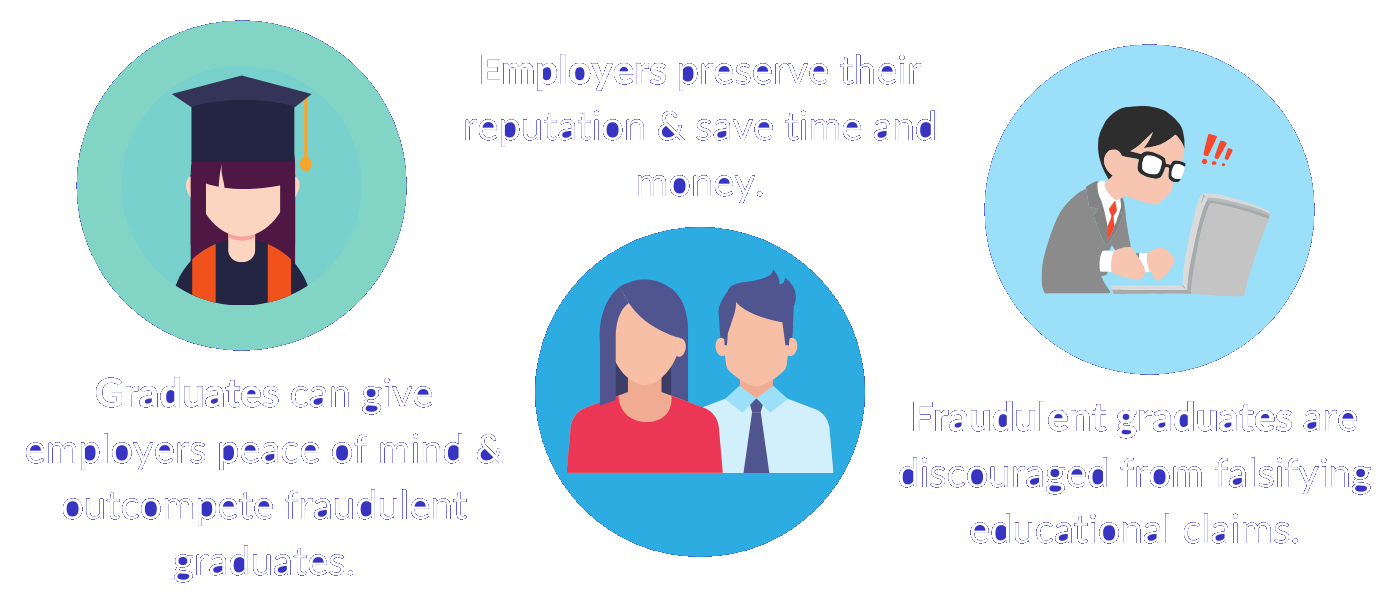 Graduates can give
employers peace of mind &
outcompete fraudulent
graduates.
Employers preserve their
reputation & save time and
money.
Fraudulent graduates are
discouraged from falsifying
educational claims.